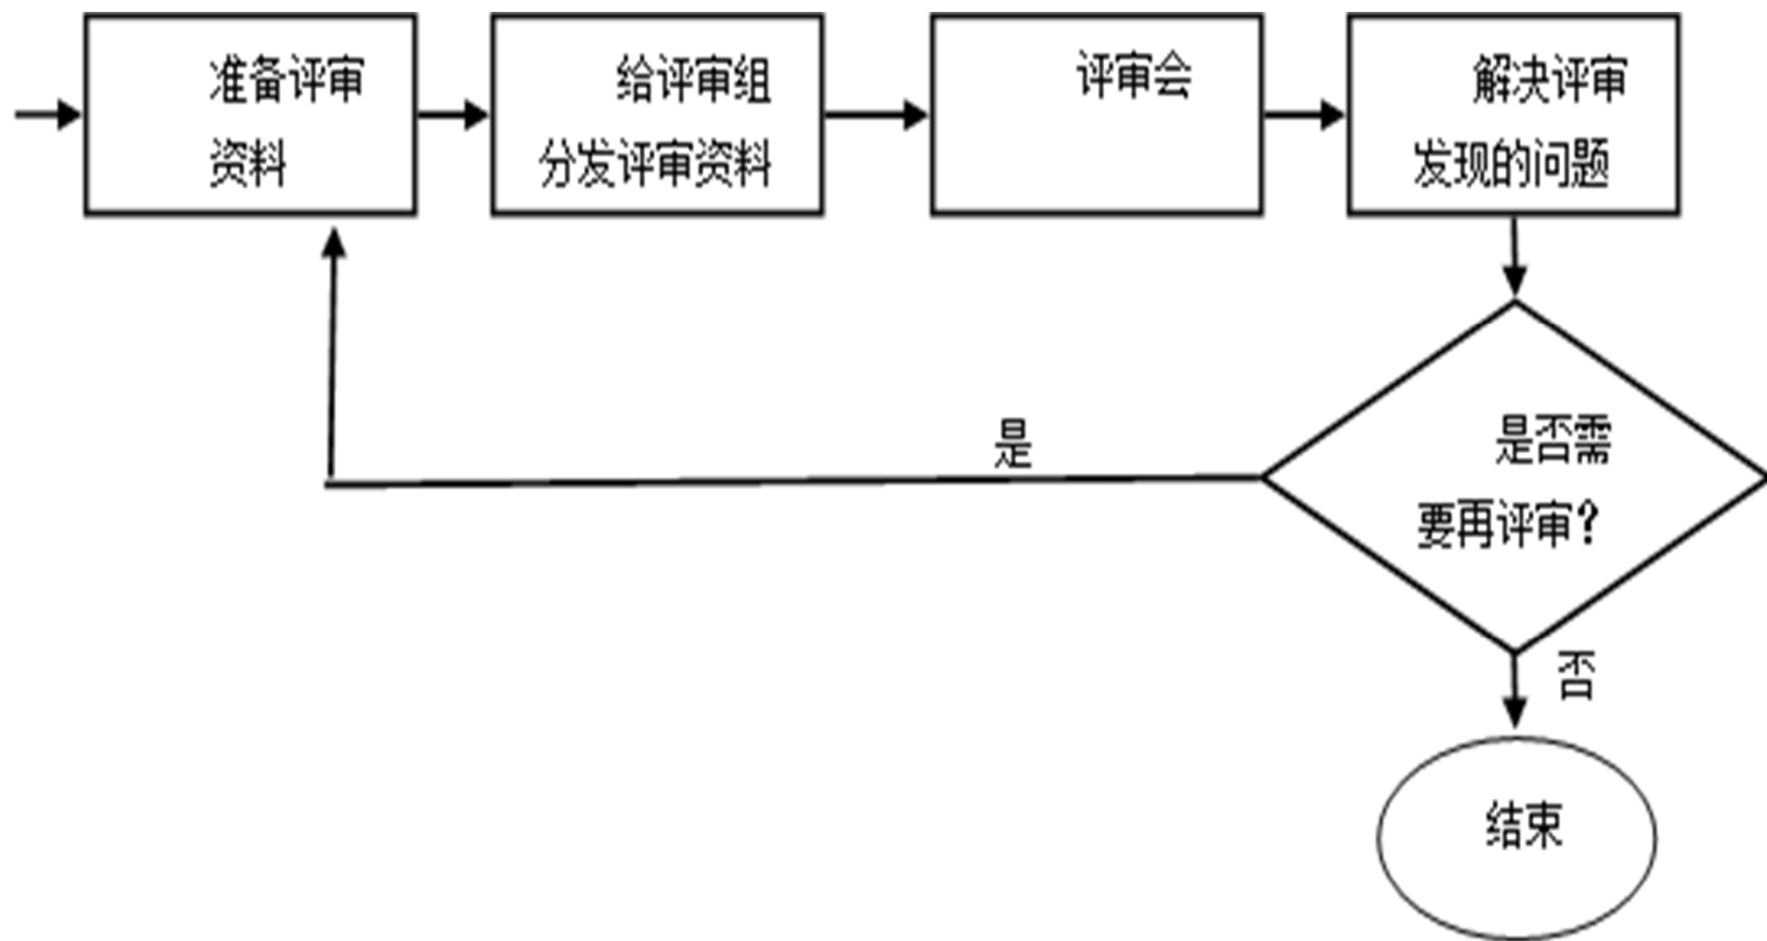 准备评审
资料
给评审组
分发评审资料
评审会
解决评审
发现的问题
是否需
要再评审？
是
否
结束